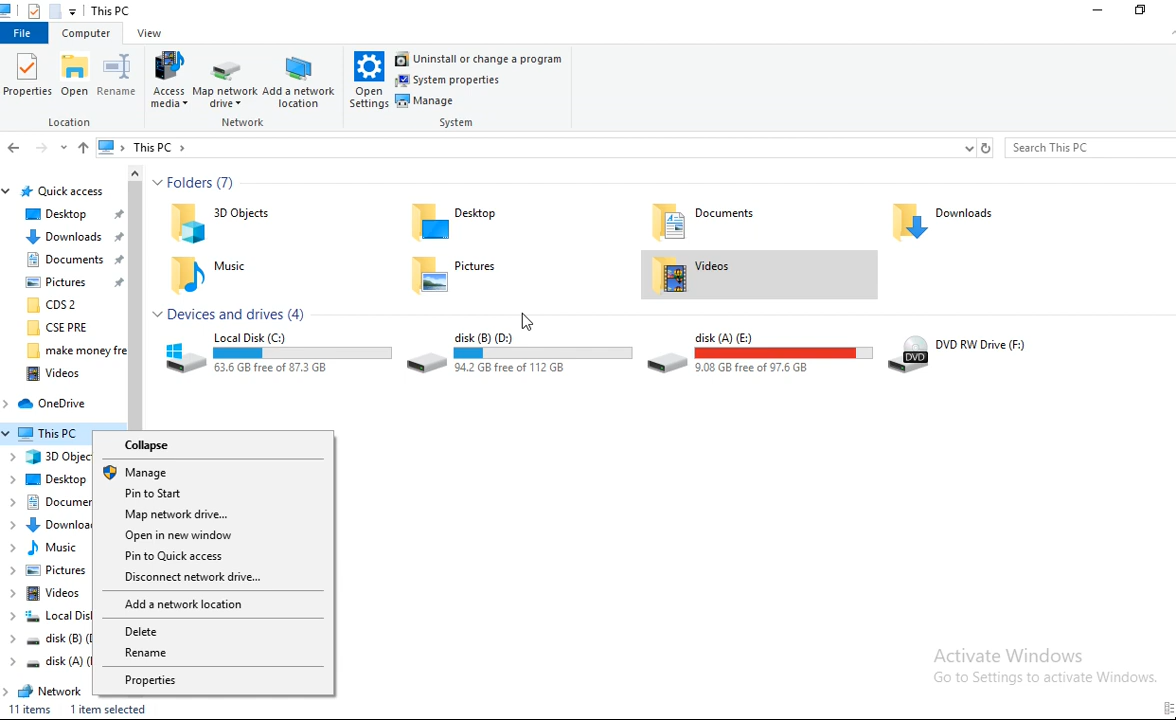 This PC
File Computer View
Properties Open Rename Access media Map network drive Add a network location Open Settings Uninstall or change a program
System properties
Manage
Location Network System
This PC Search This PC
Quick access
Desktop
Downloads
Documents
Pictures
CDS 2
CSE PRE
make money fre
Videos
OneDrive
This PC
3D Objec
Desktop
Documen
Downloa
Music
Pictures
Videos
Local Dis
disk (B) (
disk (A) (
Network
Folders (7)
3D Objects Desktop Documents Downloads
Music Pictures Videos
Devices and drives (4)
Local Disk (C:) disk (B) (D:) disk (A) (E:) DVD RW Drive (F:)
63.6 GB free of 87.3 GB 94.2 GB free of 112 GB 9.08 GB free of 97.6 GB
DVD
Collapse
Manage
Pin to Start
Map network drive...
Open in new window
Pin to Quick access
Disconnect network drive...
Add a network location
Delete
Rename
Properties
Activate Windows
Go to Settings to activate Windows.
11 items 1 item selected